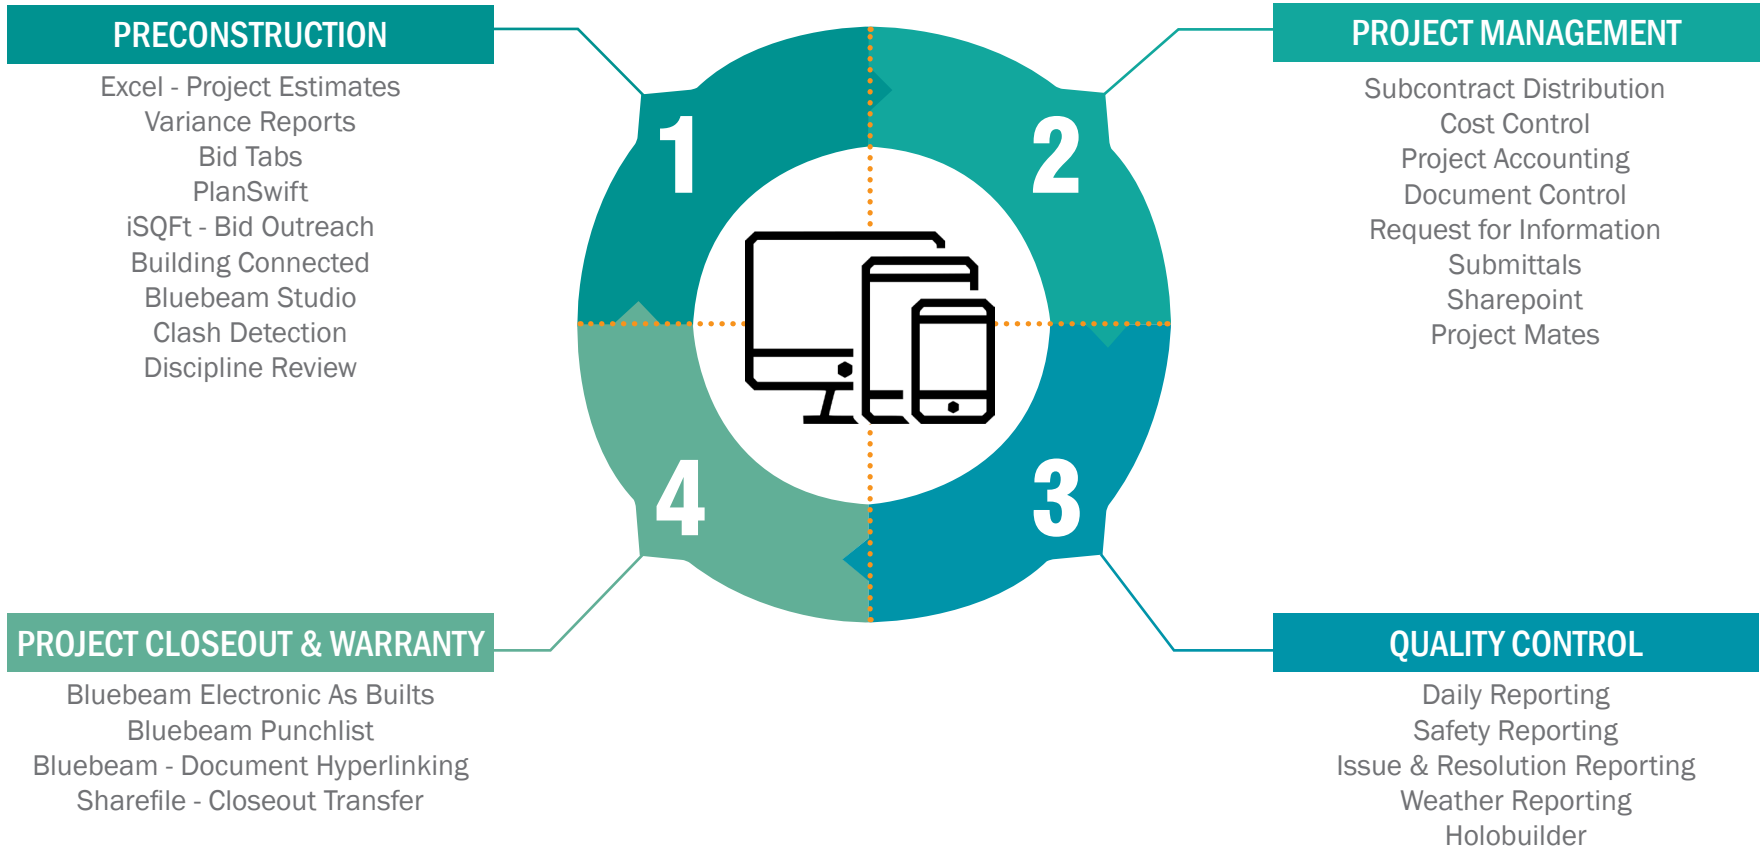 PRECONSTRUCTION
Excel - Project Estimates
Variance Reports
Bid Tabs
PlanSwift
iSQFt - Bid Outreach
Building Connected
Bluebeam Studio
Clash Detection
Discipline Review
1
2
PROJECT MANAGEMENT
Subcontract Distribution
Cost Control
Project Accounting
Document Control
Request for Information
Submittals
Sharepoint
Project Mates
4
3
PROJECT CLOSEOUT & WARRANTY
Bluebeam Electronic As Builts
Bluebeam Punchlist
Bluebeam - Document Hyperlinking
Sharefile - Closeout Transfer
QUALITY CONTROL
Daily Reporting
Safety Reporting
Issue & Resolution Reporting
Weather Reporting
Holobuilder